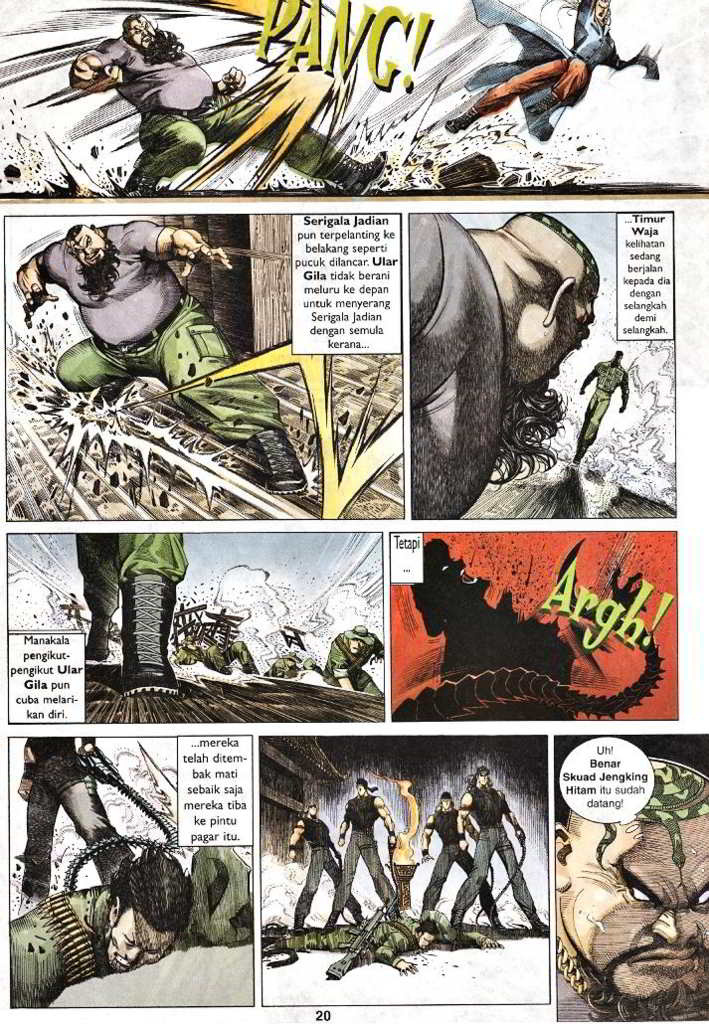 PANG!
Serigala Jadian
pun terpelanting ke
belakang seperti
pucuk dilancar. Ular
Gila tidak berani
meluru ke depan
untuk menyerang
Serigala Jadian
dengan semula
kerana...
...Timur
Waja
kelihatan
sedang
berjalan
kepada dia
dengan
selangkah
demi
selangkah.
Manakala
pengikut-
pengikut Ular
Gila pun
cuba melari-
kan diri.
Tetapi
...
Argh!
...mereka
telah ditem-
bak mati
sebaik saja
mereka tiba
ke pintu
pagar itu.
Uh!
Benar
Skuad Jengking
Hitam itu sudah
datang!
20